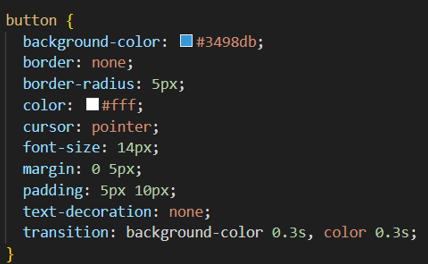 button {
background-color: #3498db;
border: none;
border-radius: 5px;
color: #fff;
cursor: pointer;
font-size: 14px;
margin: 0 5px;
padding: 5px 10px;
text-decoration: none;
transition: background-color 0.3s, color 0.3s;
}